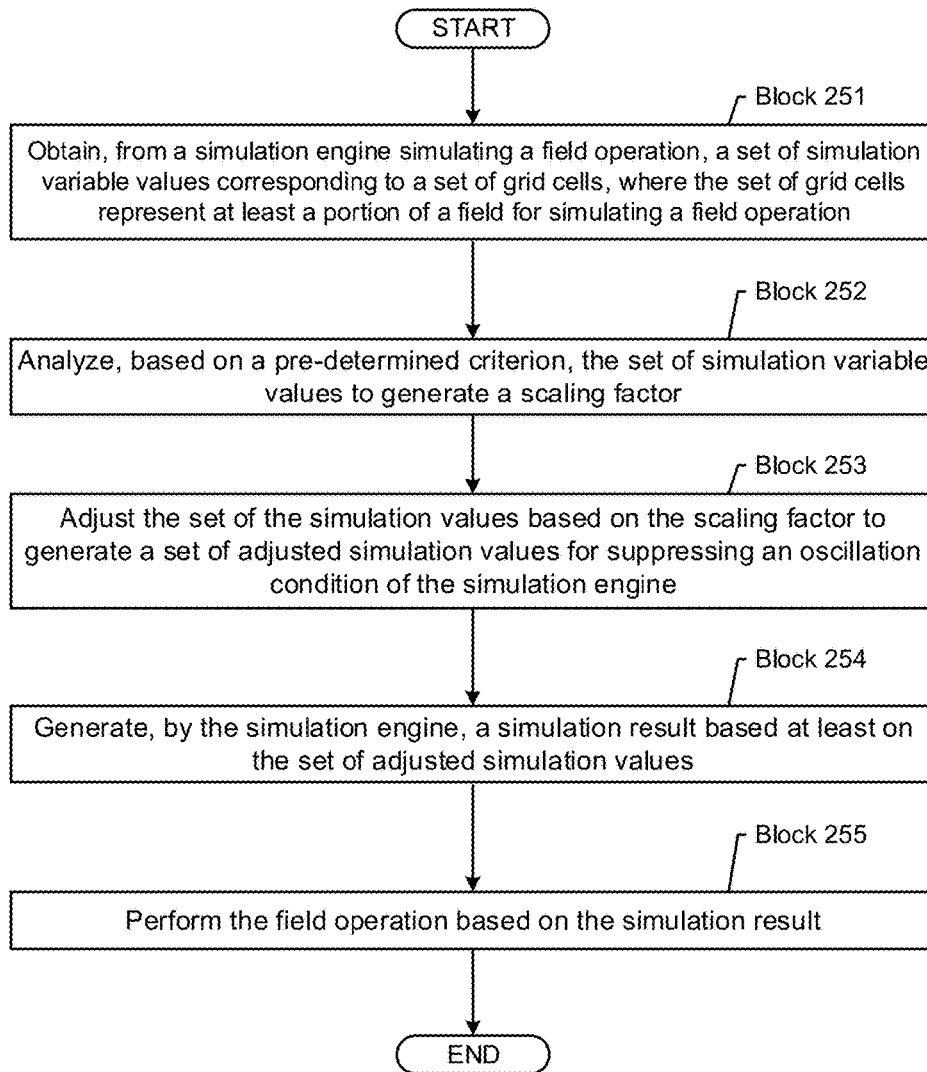 START
Block 251
Obtain, from a simulation engine simulating a field operation, a set of simulation
variable values corresponding to a set of grid cells, where the set of grid cells
represent at least a portion of a field for simulating a field operation
Block 252
Analyze, based on a pre-determined criterion, the set of simulation variable
values to generate a scaling factor
Block 253
Adjust the set of the simulation values based on the scaling factor to
generate a set of adjusted simulation values for suppressing an oscillation
condition of the simulation engine
Block 254
Generate, by the simulation engine, a simulation result based at least on
the set of adjusted simulation values
Block 255
Perform the field operation based on the simulation result
END